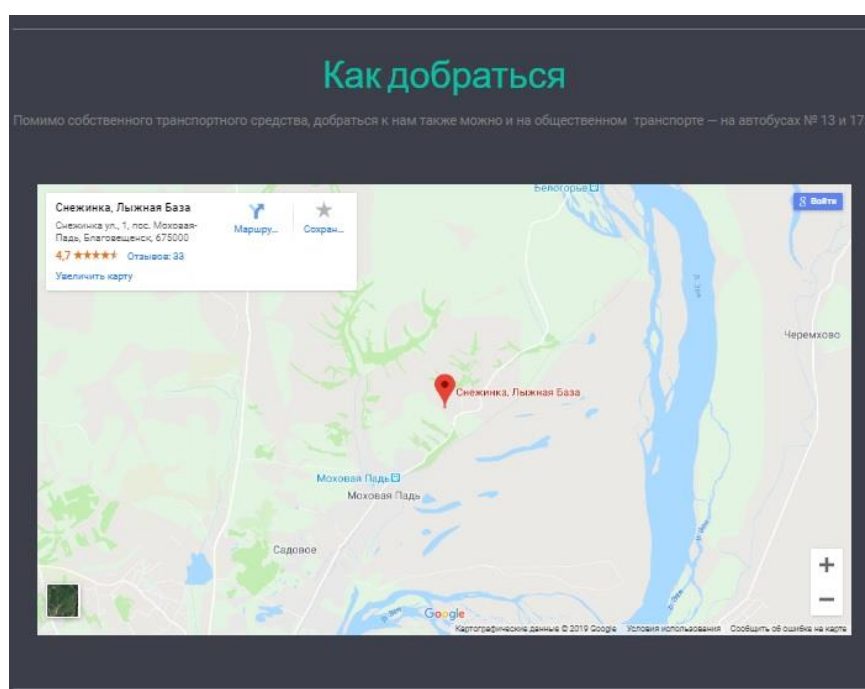 Как добраться
Помимо собственного транспортного средства, добраться к нам также можно и на общественном транспорте — на автобусах № 13 и 17
Снежинка, Лыжная База
Снежинка ул., 1, пос. Моховая-
Падь, Благовещенск, 675000
4,7 Отзывов: 33
Увеличить карту
Маршру...
Сохран...
Белогорье
Войти
р. Зея
Черемхово
Снежинка, Лыжная База
Моховая Падь
Моховая Падь
Садовое
р. Зея
р. Зея
Google
Картографические данные © 2019 Google Условия использования Сообщить об ошибке на карте